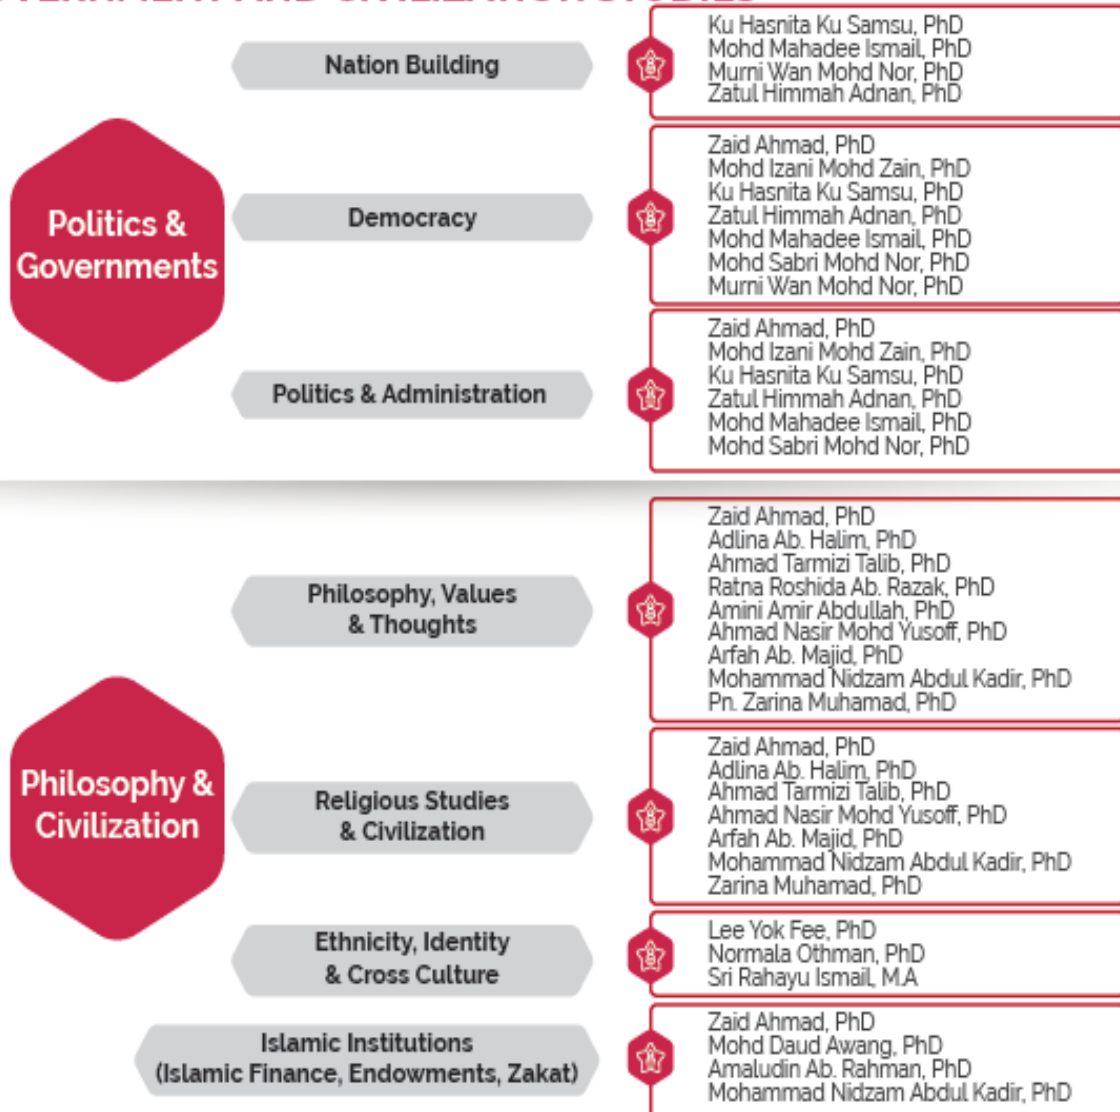 GOVERNMENT AND CIVILIZATION STUDIES
Politics &
Governments
Nation Building
Ku Hasnita Ku Samsu, PhD
Mohd Mahadee Ismail, PhD
Murni Wan Mohd Nor, PhD
Zatul Himmah Adnan, PhD
Democracy
Zaid Ahmad, PhD
Mohd Izani Mohd Zain, PhD
Ku Hasnita Ku Samsu, PhD
Zatul Himmah Adnan, PhD
Mohd Mahadee Ismail, PhD
Mohd Sabri Mohd Nor, PhD
Murni Wan Mohd Nor, PhD
Politics & Administration
Zaid Ahmad, PhD
Mohd Izani Mohd Zain, PhD
Ku Hasnita Ku Samsu, PhD
Zatul Himmah Adnan, PhD
Mohd Mahadee Ismail, PhD
Mohd Sabri Mohd Nor, PhD
Philosophy &
Civilization
Philosophy, Values
& Thoughts
Zaid Ahmad, PhD
Adlina Ab. Halim, PhD
Ahmad Tarmizi Talib, PhD
Ratna Roshida Ab. Razak, PhD
Amini Amir Abdullah, PhD
Ahmad Nasir Mohd Yusoff, PhD
Arfah Ab. Majid, PhD
Mohammad Nidzam Abdul Kadir, PhD
Pn. Zarina Muhamad, PhD
Religious Studies
& Civilization
Zaid Ahmad, PhD
Adlina Ab. Halim, PhD
Ahmad Tarmizi Talib, PhD
Ahmad Nasir Mohd Yusoff, PhD
Arfah Ab. Majid, PhD
Mohammad Nidzam Abdul Kadir, PhD
Zarina Muhamad, PhD
Ethnicity, Identity
& Cross Culture
Lee Yok Fee, PhD
Normala Othman, PhD
Sri Rahayu Ismail, M.A
Islamic Institutions
(Islamic Finance, Endowments, Zakat)
Zaid Ahmad, PhD
Mohd Daud Awang, PhD
Amaludin Ab. Rahman, PhD
Mohammad Nidzam Abdul Kadir, PhD